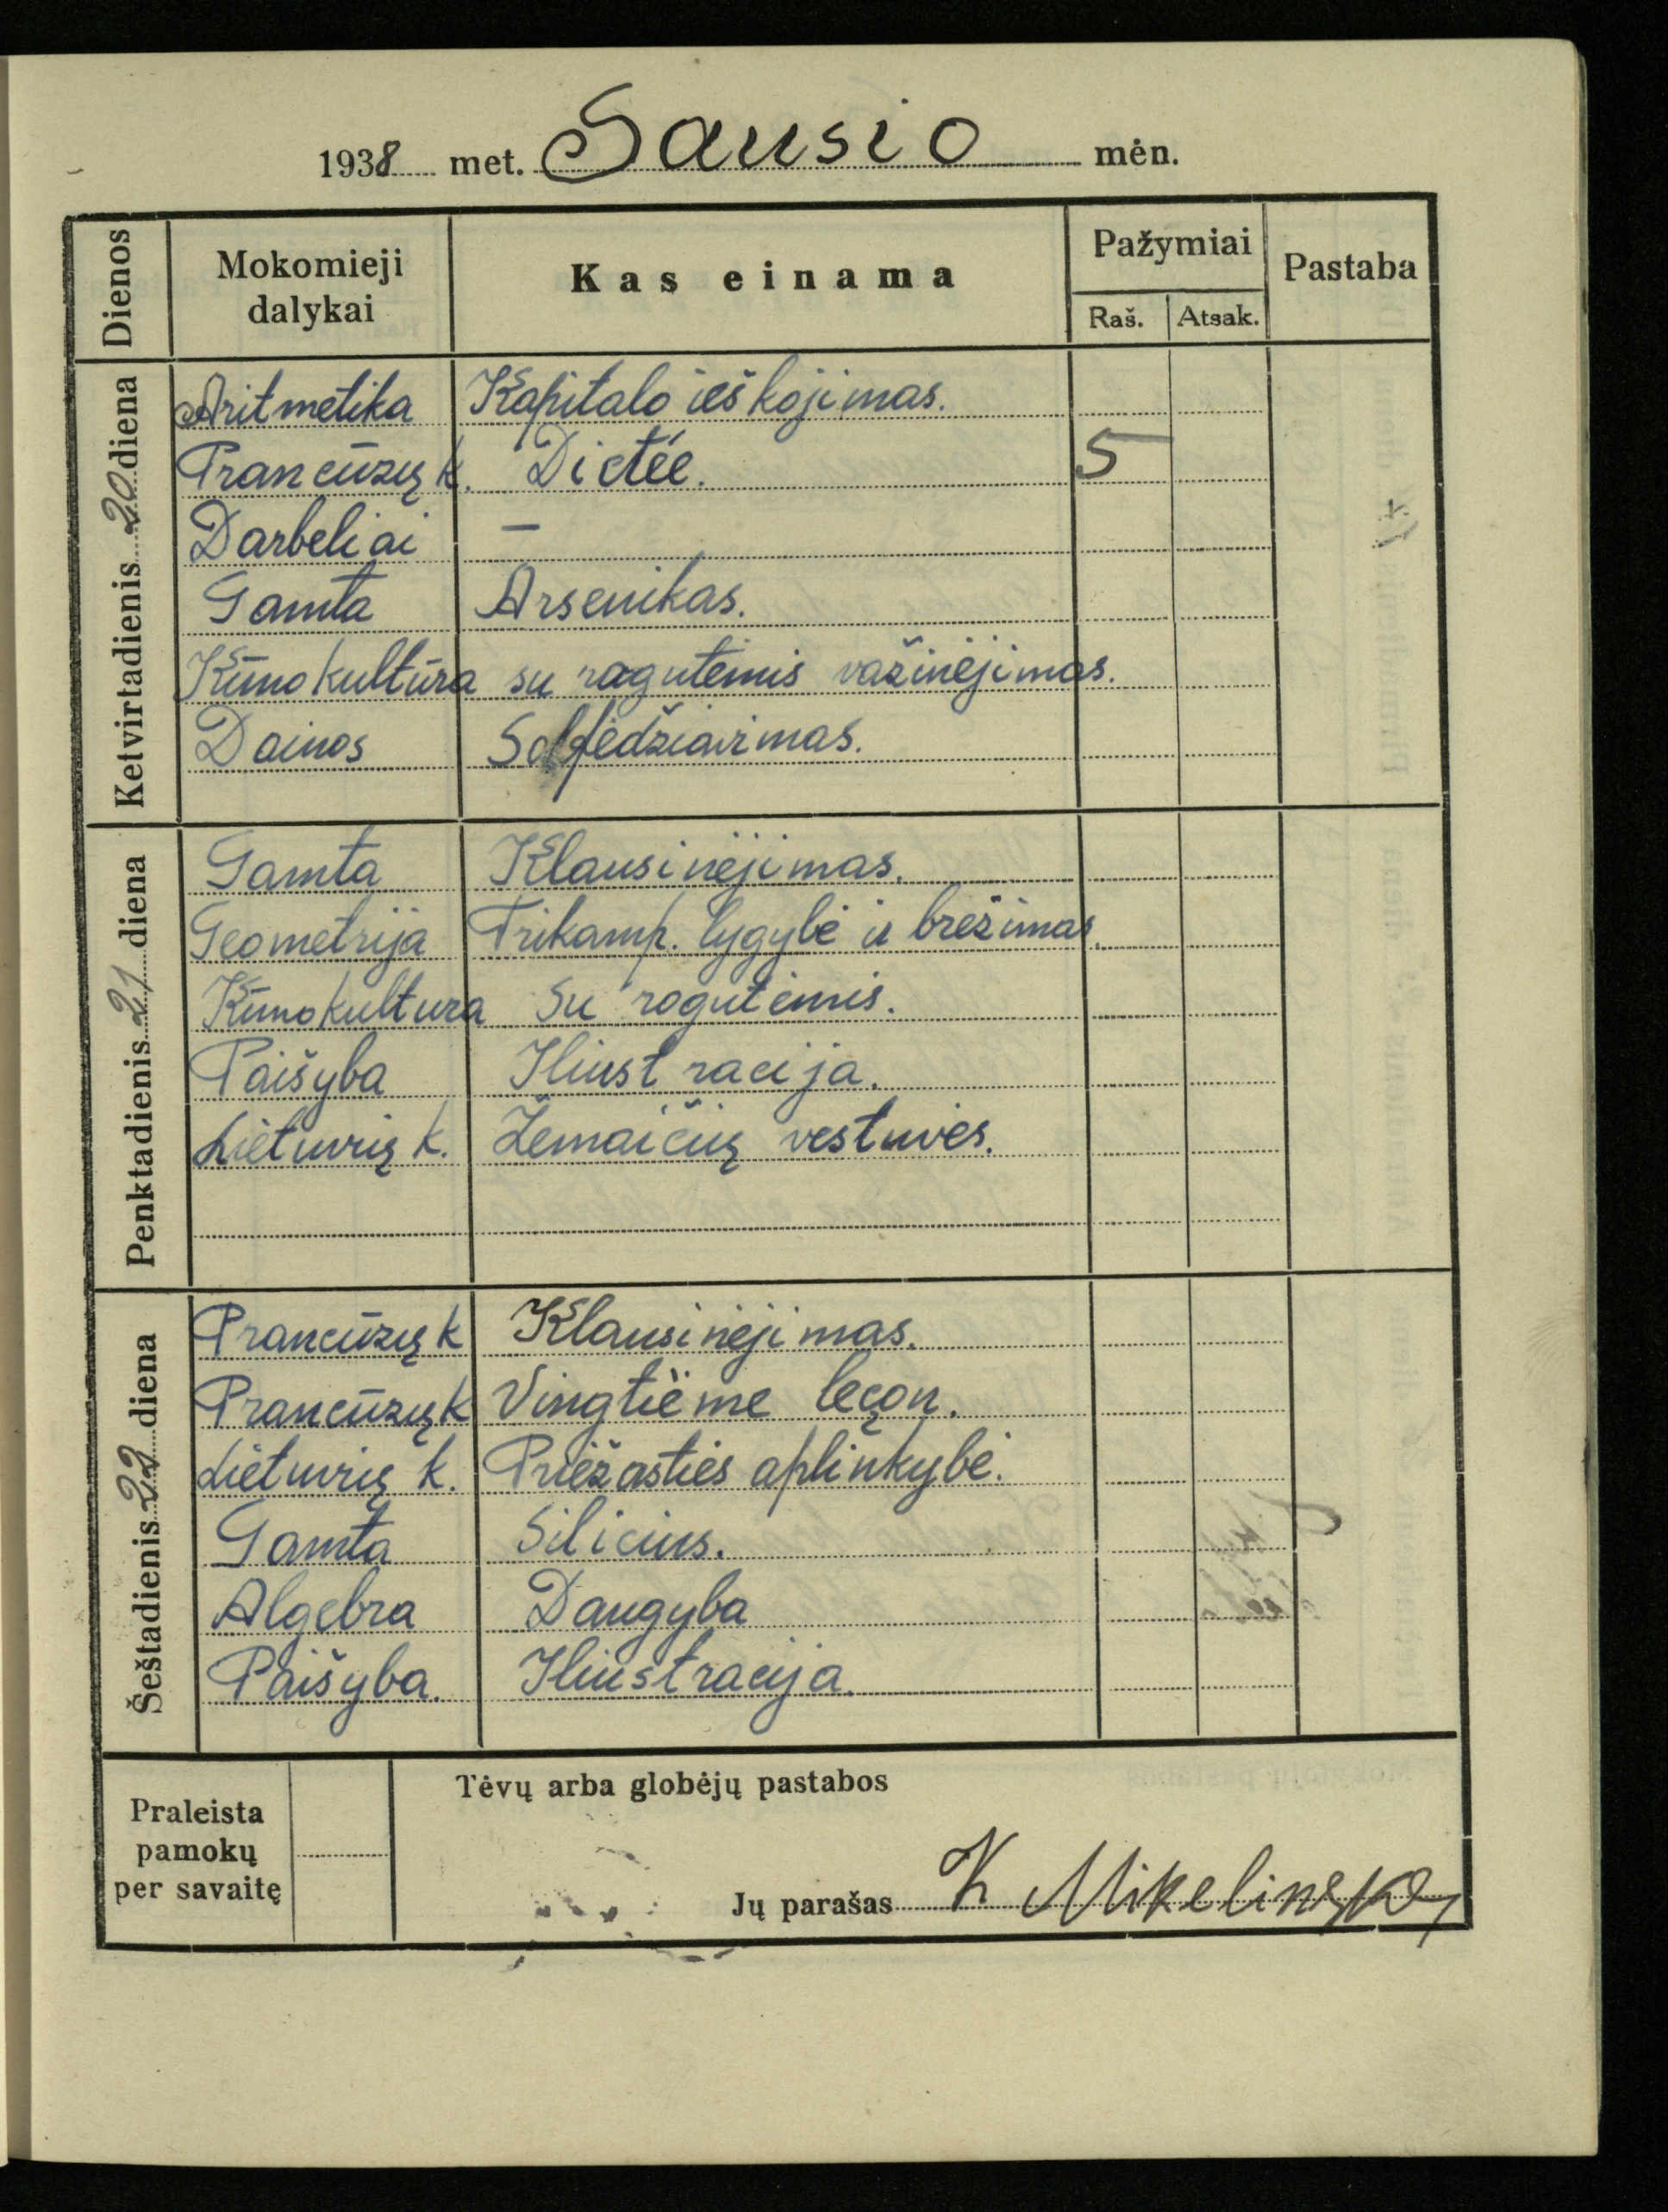 1938 met. Sausio mėn.
Dienos Mokomieji dalykai Kas einama Pažymiai Pastaba
Raš. Atsak.
Ketvirtadienis 20 diena
Aritmetika Kapitalo ieškojimas.
Prancūzų k. Dictée. 5
Darbeliai —
Gamta Arsenikas.
Kūno kultūra su ragutėmis važinėjimas.
Dainos Solfedžiavimas.
Penktadienis 21 diena
Gamta Klausinėjimas.
Geometrija Trikamp. lygybė ir brėžimas.
Kūno kultura Su rogutėmis.
Paišyba Iliustracija.
Lietuvių k. Žemaičių vestuvės.
Šeštadienis 22 diena
Prancūzų k Klausinėjimas.
Prancūzų k Vingtième leçon.
Lietuvių k. Priežasties aplinkybė.
Gamta Silicius.
Algebra Daugyba
Paišyba. Iliustracija.
Praleista pamokų per savaitę
Tėvų arba globėjų pastabos
Jų parašas K